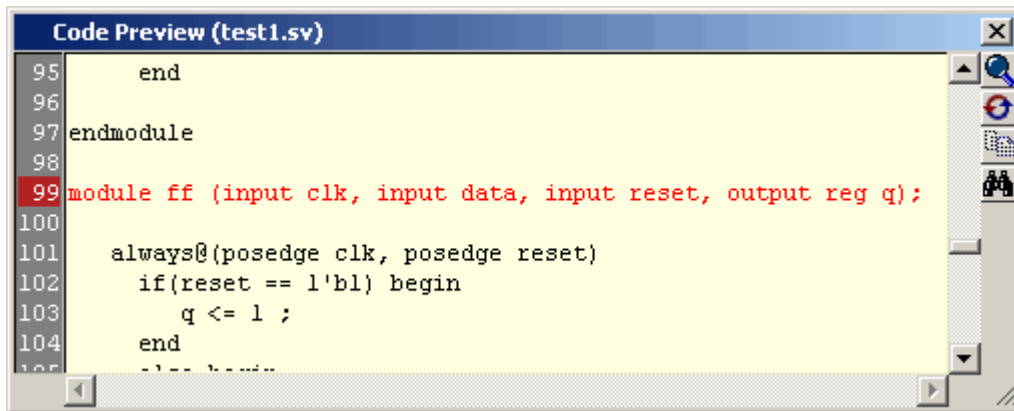 Code Preview (test1.sv)
95 end
96
97 endmodule
98
99 module ff (input clk, input data, input reset, output reg q);
100
101 always@(posedge clk, posedge reset)
102 if(reset == 1'b1) begin
103 q <= 1 ;
104 end